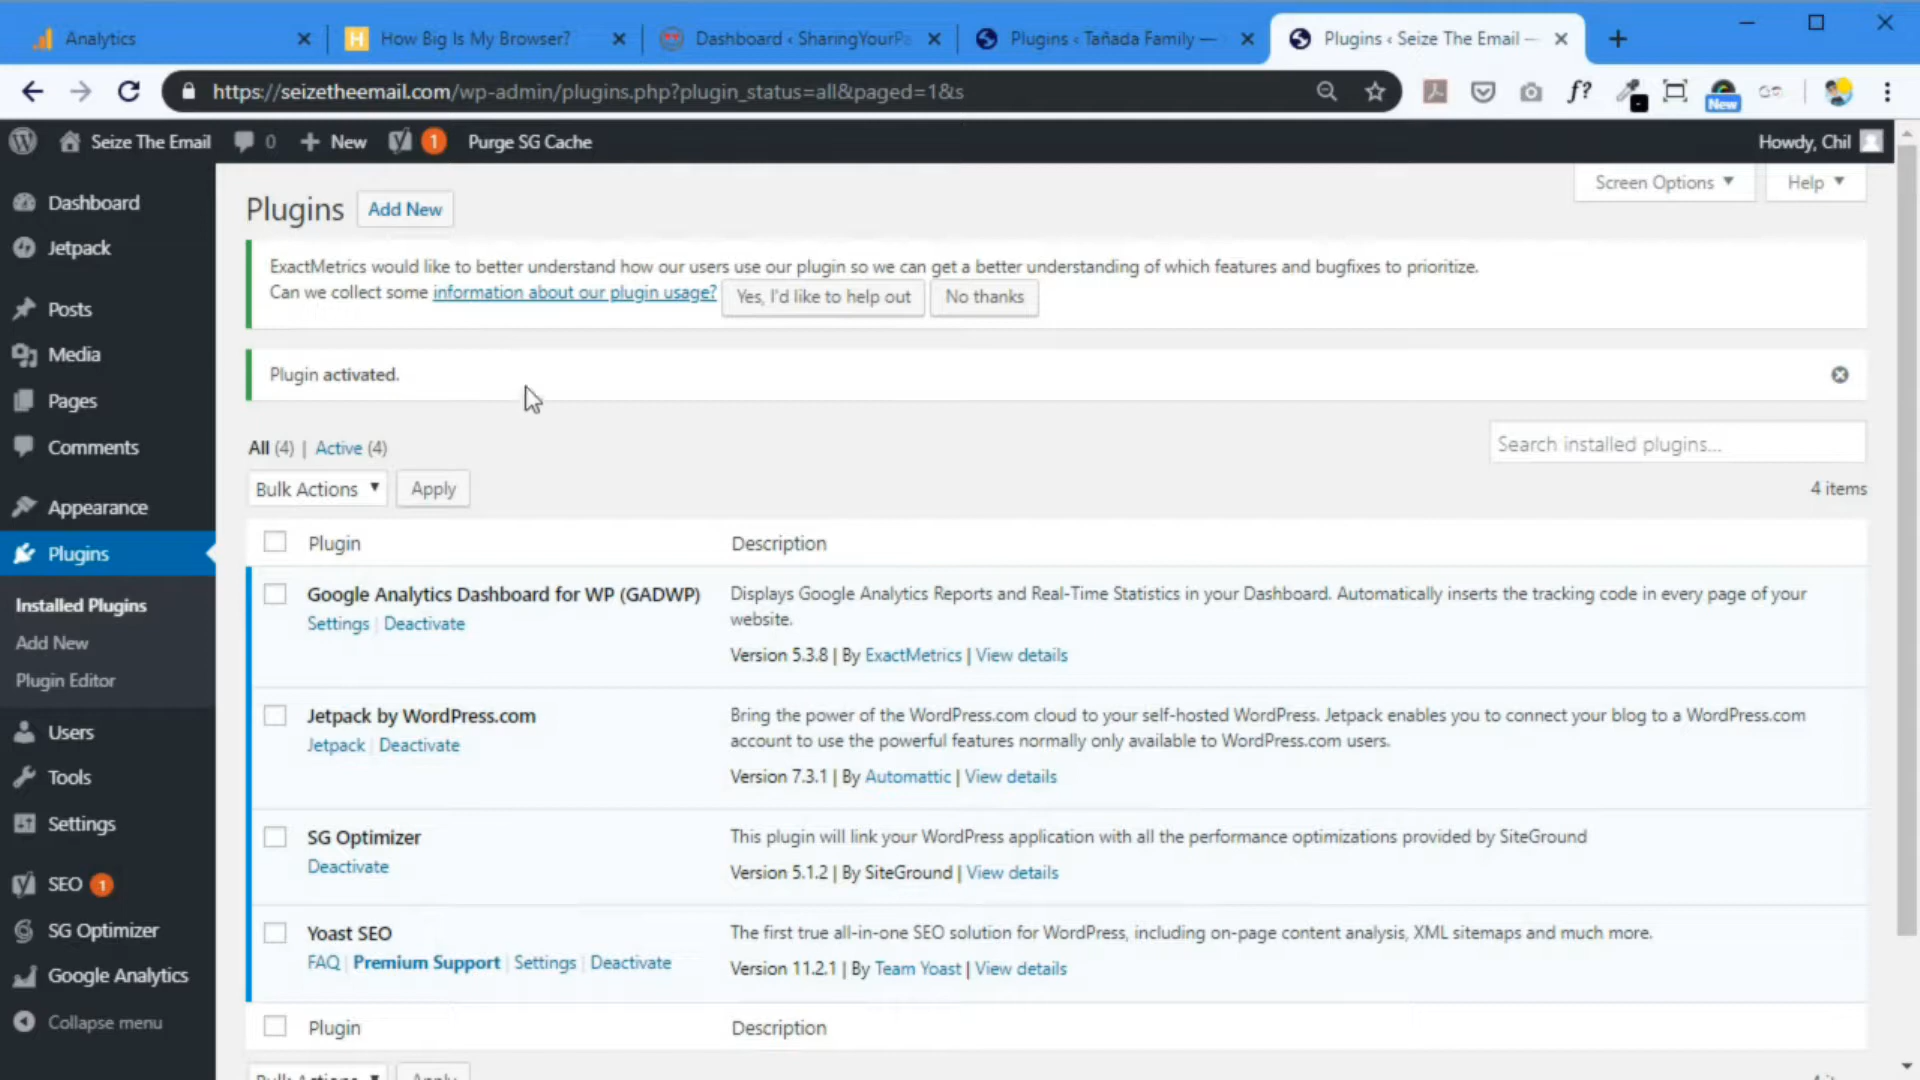 Analytics
How Big Is My Browser?
Dashboard ‹ SharingYourPa
Plugins ‹ Tañada Family —
Plugins ‹ Seize The Email —
https://seizetheemail.com/wp-admin/plugins.php?plugin_status=all&paged=1&s
f?
New
Seize The Email
0
New
1
Purge SG Cache
Howdy, Chil
Dashboard
Jetpack
Posts
Media
Pages
Comments
Appearance
Plugins
Installed Plugins
Add New
Plugin Editor
Users
Tools
Settings
SEO 1
SG Optimizer
Google Analytics
Collapse menu
Screen Options
Help
Plugins
Add New
ExactMetrics would like to better understand how our users use our plugin so we can get a better understanding of which features and bugfixes to prioritize.
Can we collect some information about our plugin usage? Yes, I'd like to help out No thanks
Plugin activated.
All (4) | Active (4)
Search installed plugins...
Bulk Actions
Apply
4 items
Plugin
Description
Google Analytics Dashboard for WP (GADWP)
Settings | Deactivate
Displays Google Analytics Reports and Real-Time Statistics in your Dashboard. Automatically inserts the tracking code in every page of your
website.
Version 5.3.8 | By ExactMetrics | View details
Jetpack by WordPress.com
Jetpack | Deactivate
Bring the power of the WordPress.com cloud to your self-hosted WordPress. Jetpack enables you to connect your blog to a WordPress.com
account to use the powerful features normally only available to WordPress.com users.
Version 7.3.1 | By Automattic | View details
SG Optimizer
Deactivate
This plugin will link your WordPress application with all the performance optimizations provided by SiteGround
Version 5.1.2 | By SiteGround | View details
Yoast SEO
FAQ | Premium Support | Settings | Deactivate
The first true all-in-one SEO solution for WordPress, including on-page content analysis, XML sitemaps and much more.
Version 11.2.1 | By Team Yoast | View details
Plugin
Description
Bulk Actions
Apply